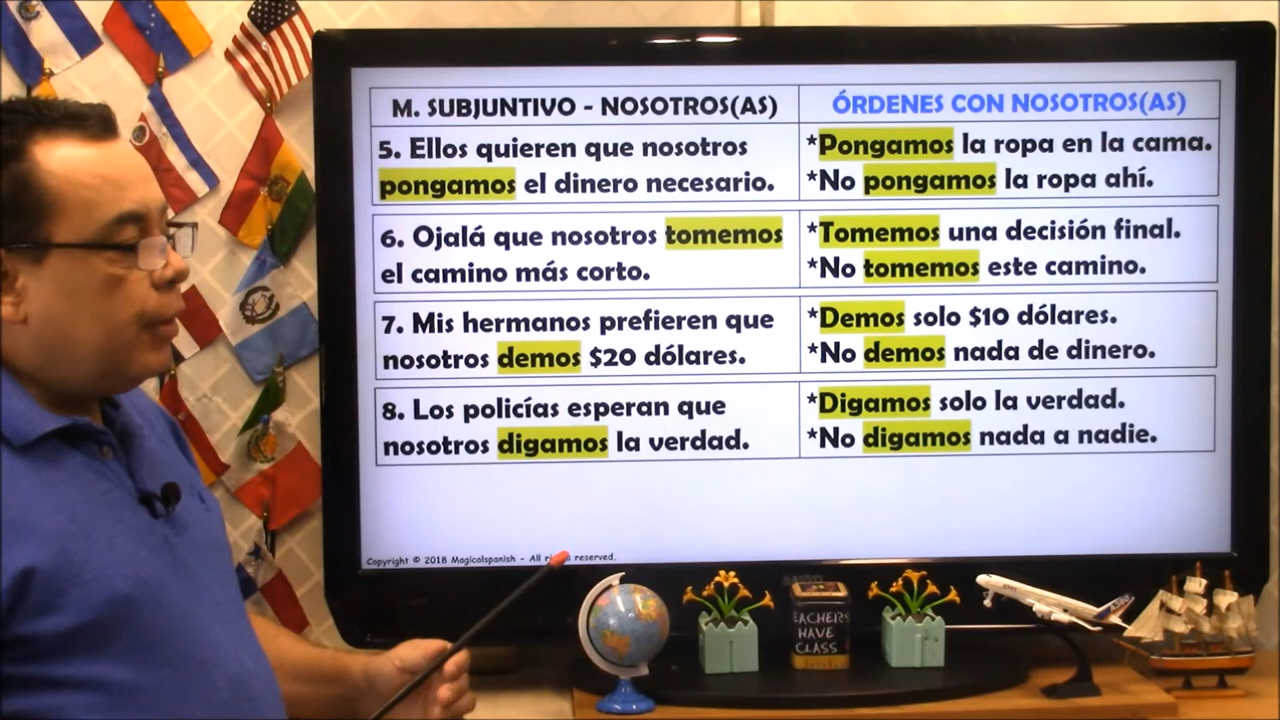 M. SUBJUNTIVO - NOSOTROS(AS)
ÓRDENES CON NOSOTROS(AS)
5. Ellos quieren que nosotros
pongamos el dinero necesario.
*Pongamos la ropa en la cama.
*No pongamos la ropa ahí.
6. Ojalá que nosotros tomemos
el camino más corto.
*Tomemos una decisión final.
*No tomemos este camino.
7. Mis hermanos prefieren que
nosotros demos $20 dólares.
*Demos solo $10 dólares.
*No demos nada de dinero.
8. Los policías esperan que
nosotros digamos la verdad.
*Digamos solo la verdad.
*No digamos nada a nadie.
Copyright © 2018 Magicalspanish - All reserved.
TEACHERS
HAVE
CLASS
A380